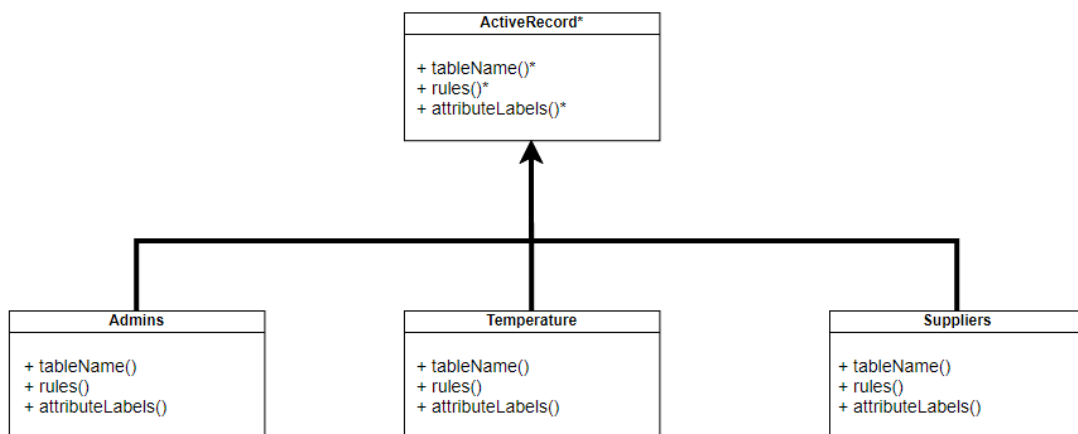 ActiveRecord*
+ tableName()*
+ rules()*
+ attributeLabels()*
Admins
+ tableName()
+ rules()
+ attributeLabels()
Temperature
+ tableName()
+ rules()
+ attributeLabels()
Suppliers
+ tableName()
+ rules()
+ attributeLabels()